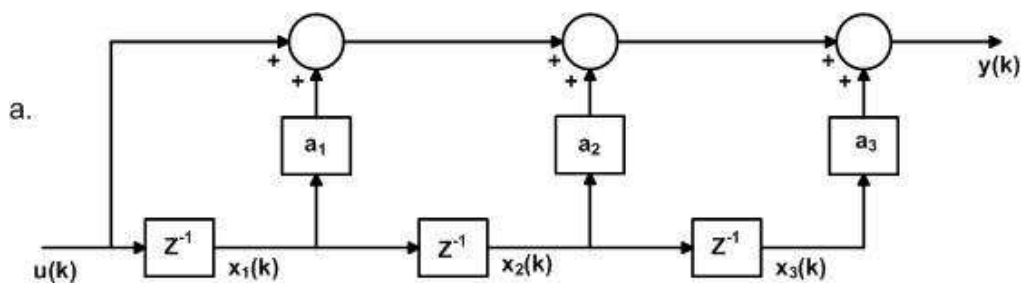 + + + + + +
y(k)
a.
a₁ a₂ a₃
Z⁻¹ Z⁻¹ Z⁻¹
u(k) x₁(k) x₂(k) x₃(k)